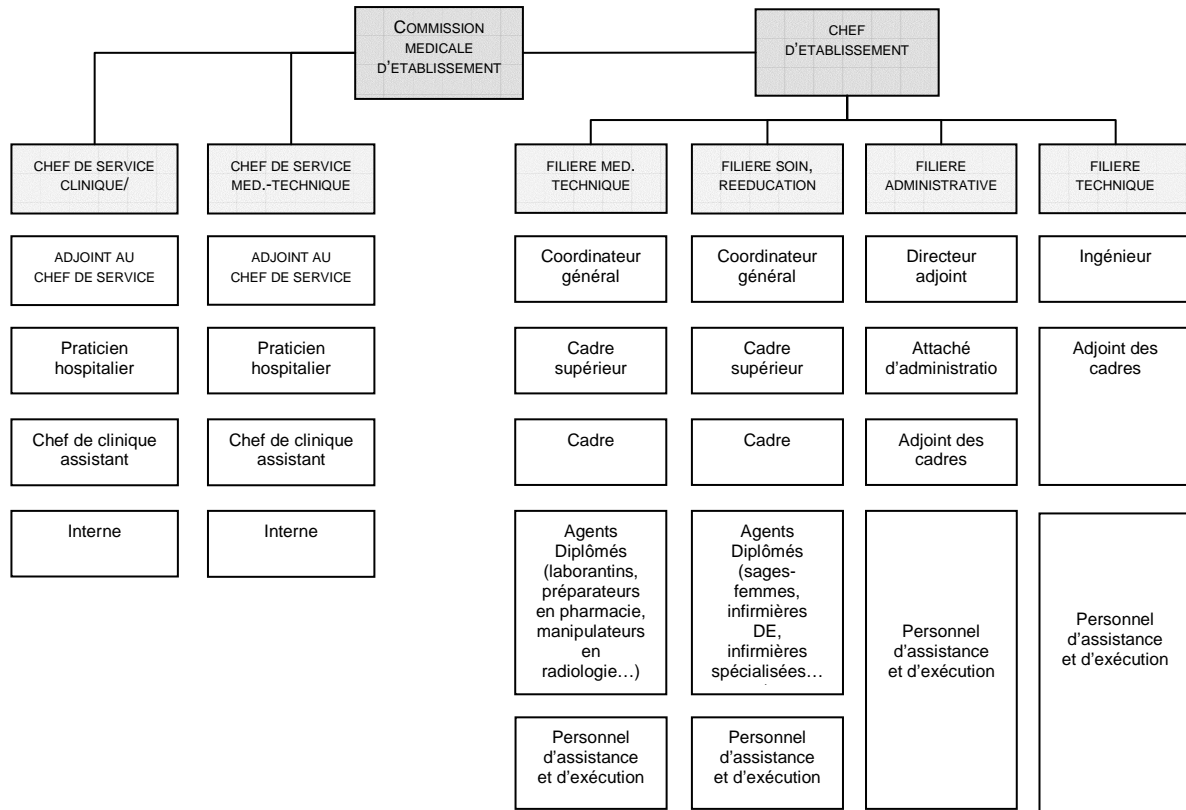 COMMISSION
MEDICALE
D'ETABLISSEMENT
CHEF
D'ETABLISSEMENT
CHEF DE SERVICE
CLINIQUE/
CHEF DE SERVICE
MED.-TECHNIQUE
FILIERE MED.
TECHNIQUE
FILIERE SOIN,
REEDUCATION
FILIERE
ADMINISTRATIVE
FILIERE
TECHNIQUE
ADJOINT AU
CHEF DE SERVICE
ADJOINT AU
CHEF DE SERVICE
Coordinateur
général
Coordinateur
général
Directeur
adjoint
Ingénieur
Praticien
hospitalier
Praticien
hospitalier
Cadre
supérieur
Cadre
supérieur
Attaché
d'administratio
Adjoint des
cadres
Chef de clinique
assistant
Chef de clinique
assistant
Cadre
Cadre
Adjoint des
cadres
Interne
Interne
Agents
Diplômés
(laborantins,
préparateurs
en pharmacie,
manipulateurs
en
radiologie…)
Agents
Diplômés
(sages-
femmes,
infirmières
DE,
infirmières
spécialisées…
Personnel
d'assistance
et d'exécution
Personnel
d'assistance
et d'exécution
Personnel
d'assistance
et d'exécution
Personnel
d'assistance
et d'exécution